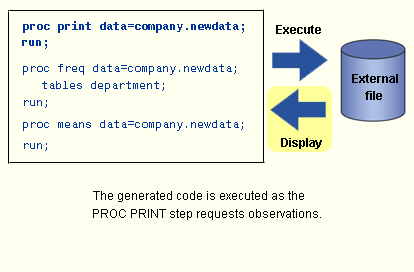 proc print data=company.newdata;
run;
proc freq data=company.newdata;
tables department;
run;
proc means data=company.newdata;
run;
Execute
Display
External
file
The generated code is executed as the
PROC PRINT step requests observations.